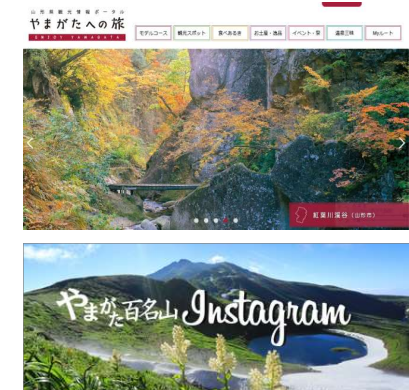 山形県観光情報ポータル
やまがたへの旅
ENJOY YAMAGATA
モデルコース
観光スポット
食べあるき
お土産・逸品
イベント・祭
温泉三昧
Myルート
紅葉川渓谷（山形市）
やまがた百名山 Instagram